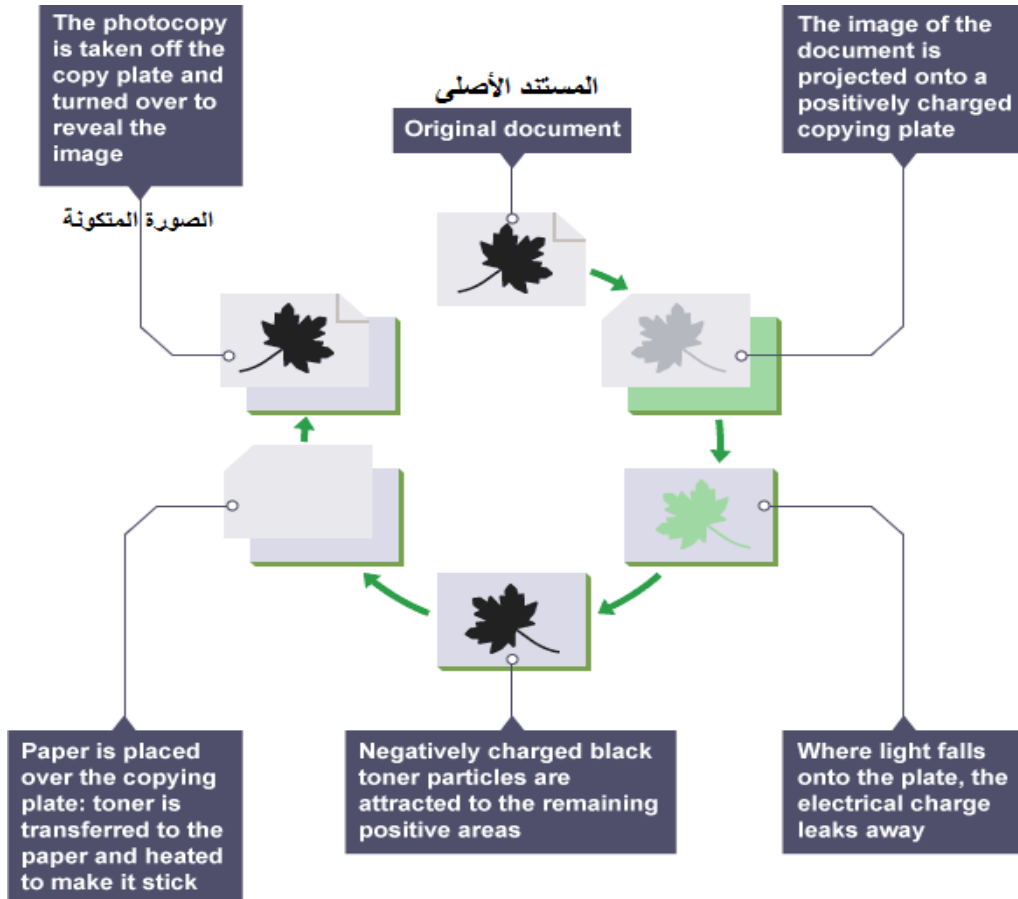 The photocopy
is taken off the
copy plate and
turned over to
reveal the
image
المستند الأصلى
Original document
The image of the
document is
projected onto a
positively charged
copying plate
الصورة المتكونة
Paper is placed
over the copying
plate: toner is
transferred to the
paper and heated
to make it stick
Negatively charged black
toner particles are
attracted to the remaining
positive areas
Where light falls
onto the plate, the
electrical charge
leaks away